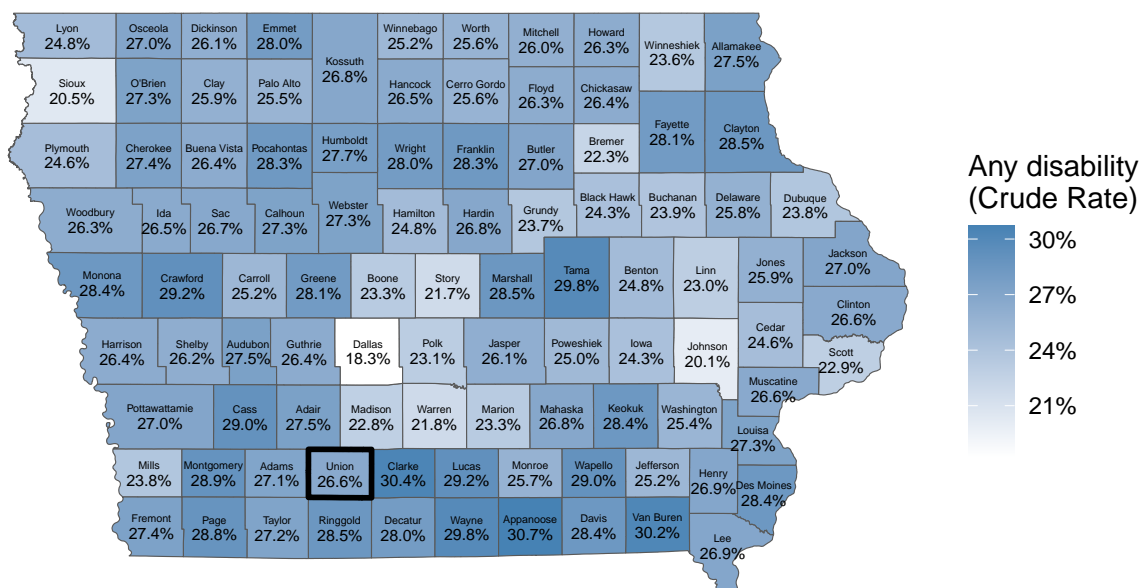 Lyon
24.8%
Osceola
27.0%
Dickinson
26.1%
Emmet
28.0%
Kossuth
26.8%
Winnebago
25.2%
Worth
25.6%
Mitchell
26.0%
Howard
26.3%
Winneshiek
23.6%
Allamakee
27.5%
Sioux
20.5%
O'Brien
27.3%
Clay
25.9%
Palo Alto
25.5%
Hancock
26.5%
Cerro Gordo
25.6%
Floyd
26.3%
Chickasaw
26.4%
Plymouth
24.6%
Cherokee
27.4%
Buena Vista
26.4%
Pocahontas
28.3%
Humboldt
27.7%
Wright
28.0%
Franklin
28.3%
Butler
27.0%
Bremer
22.3%
Fayette
28.1%
Clayton
28.5%
Woodbury
26.3%
Ida
26.5%
Sac
26.7%
Calhoun
27.3%
Webster
27.3%
Hamilton
24.8%
Hardin
26.8%
Grundy
23.7%
Black Hawk
24.3%
Buchanan
23.9%
Delaware
25.8%
Dubuque
23.8%
Monona
28.4%
Crawford
29.2%
Carroll
25.2%
Greene
28.1%
Boone
23.3%
Story
21.7%
Marshall
28.5%
Tama
29.8%
Benton
24.8%
Linn
23.0%
Jones
25.9%
Jackson
27.0%
Clinton
26.6%
Harrison
26.4%
Shelby
26.2%
Audubon
27.5%
Guthrie
26.4%
Dallas
18.3%
Polk
23.1%
Jasper
26.1%
Poweshiek
25.0%
Iowa
24.3%
Johnson
20.1%
Cedar
24.6%
Scott
22.9%
Muscatine
26.6%
Pottawattamie
27.0%
Cass
29.0%
Adair
27.5%
Madison
22.8%
Warren
21.8%
Marion
23.3%
Mahaska
26.8%
Keokuk
28.4%
Washington
25.4%
Louisa
27.3%
Mills
23.8%
Montgomery
28.9%
Adams
27.1%
Union
26.6%
Clarke
30.4%
Lucas
29.2%
Monroe
25.7%
Wapello
29.0%
Jefferson
25.2%
Henry
26.9%
Des Moines
28.4%
Fremont
27.4%
Page
28.8%
Taylor
27.2%
Ringgold
28.5%
Decatur
28.0%
Wayne
29.8%
Appanoose
30.7%
Davis
28.4%
Van Buren
30.2%
Lee
26.9%
Any disability
(Crude Rate)
30%
27%
24%
21%